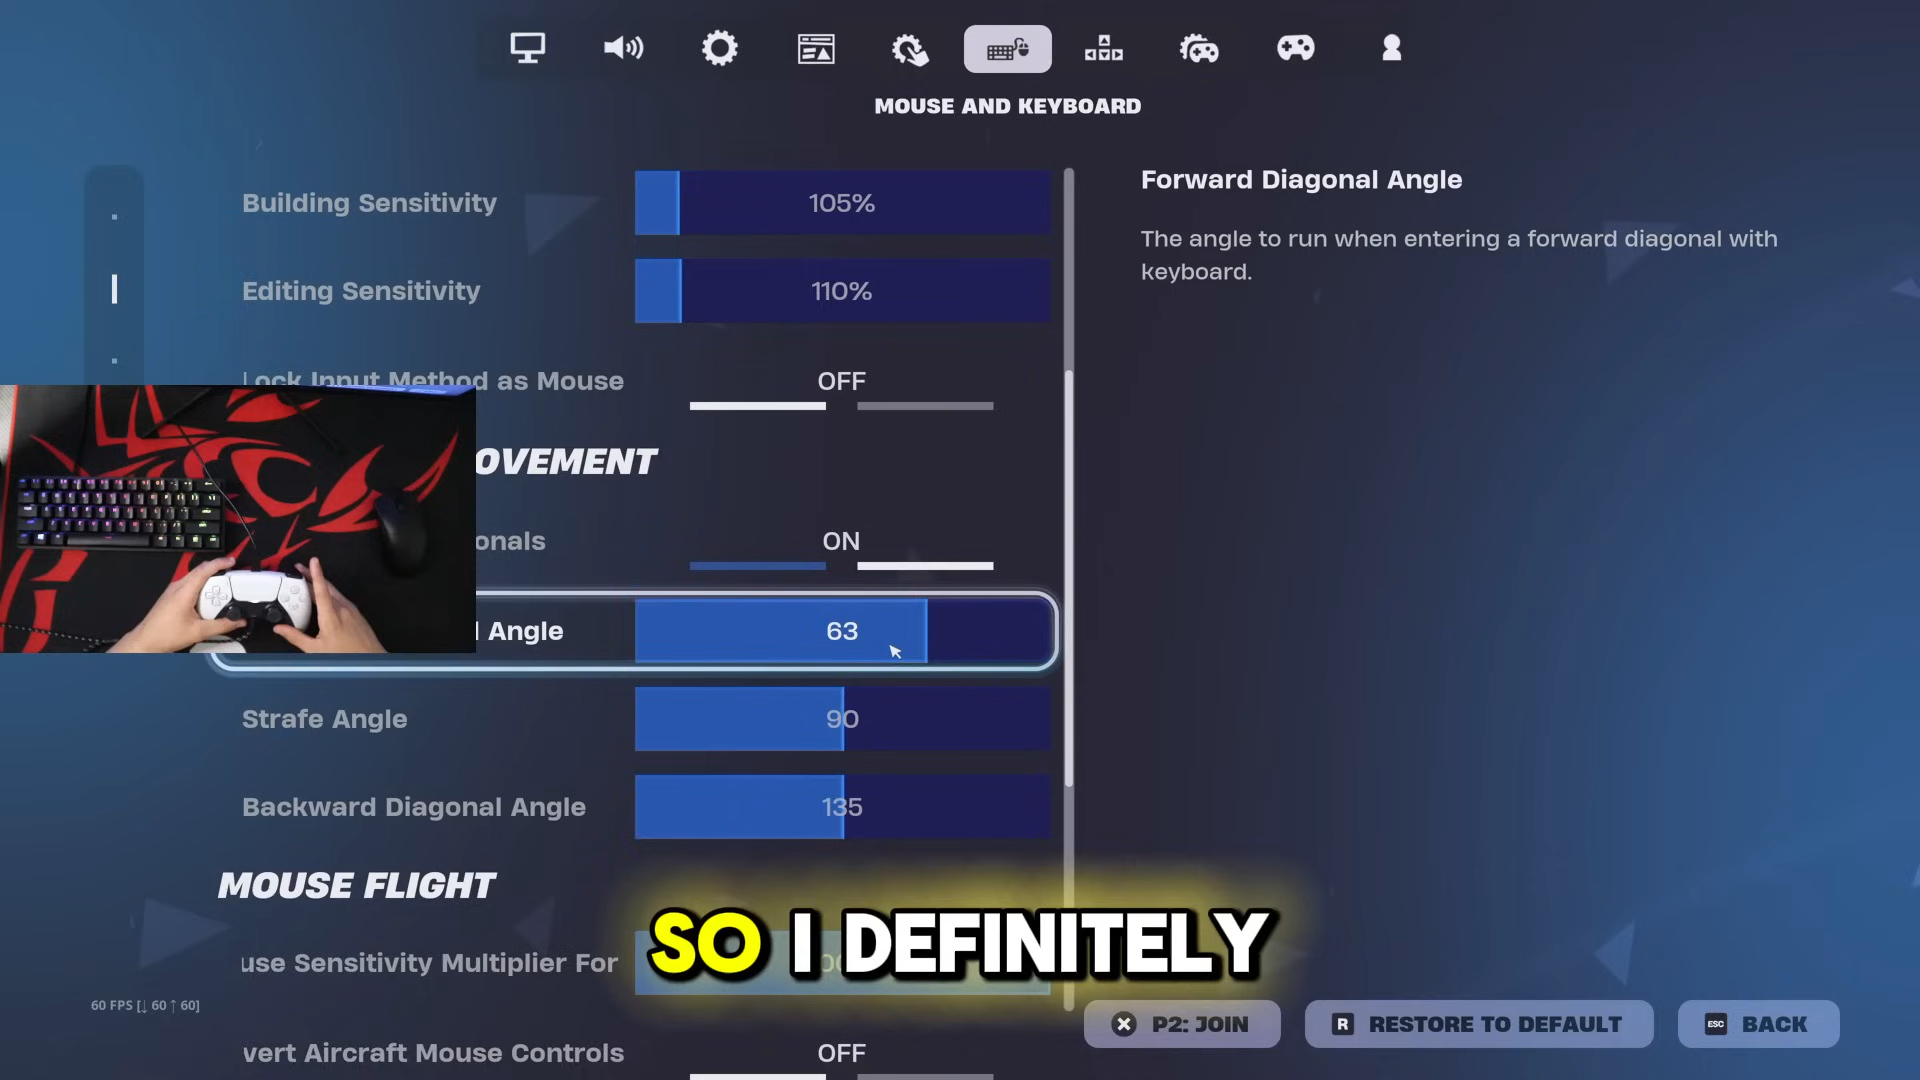 MOUSE AND KEYBOARD
Building Sensitivity 105%
Editing Sensitivity 110%
Lock Input Method as Mouse OFF
OVEMENT
onals ON
l Angle 63
Strafe Angle 90
Backward Diagonal Angle 135
MOUSE FLIGHT
use Sensitivity Multiplier For
vert Aircraft Mouse Controls OFF
Forward Diagonal Angle
The angle to run when entering a forward diagonal with
keyboard.
SO I DEFINITELY
60 FPS [↓ 60 ↑ 60]
P2: JOIN
R RESTORE TO DEFAULT
ESC BACK